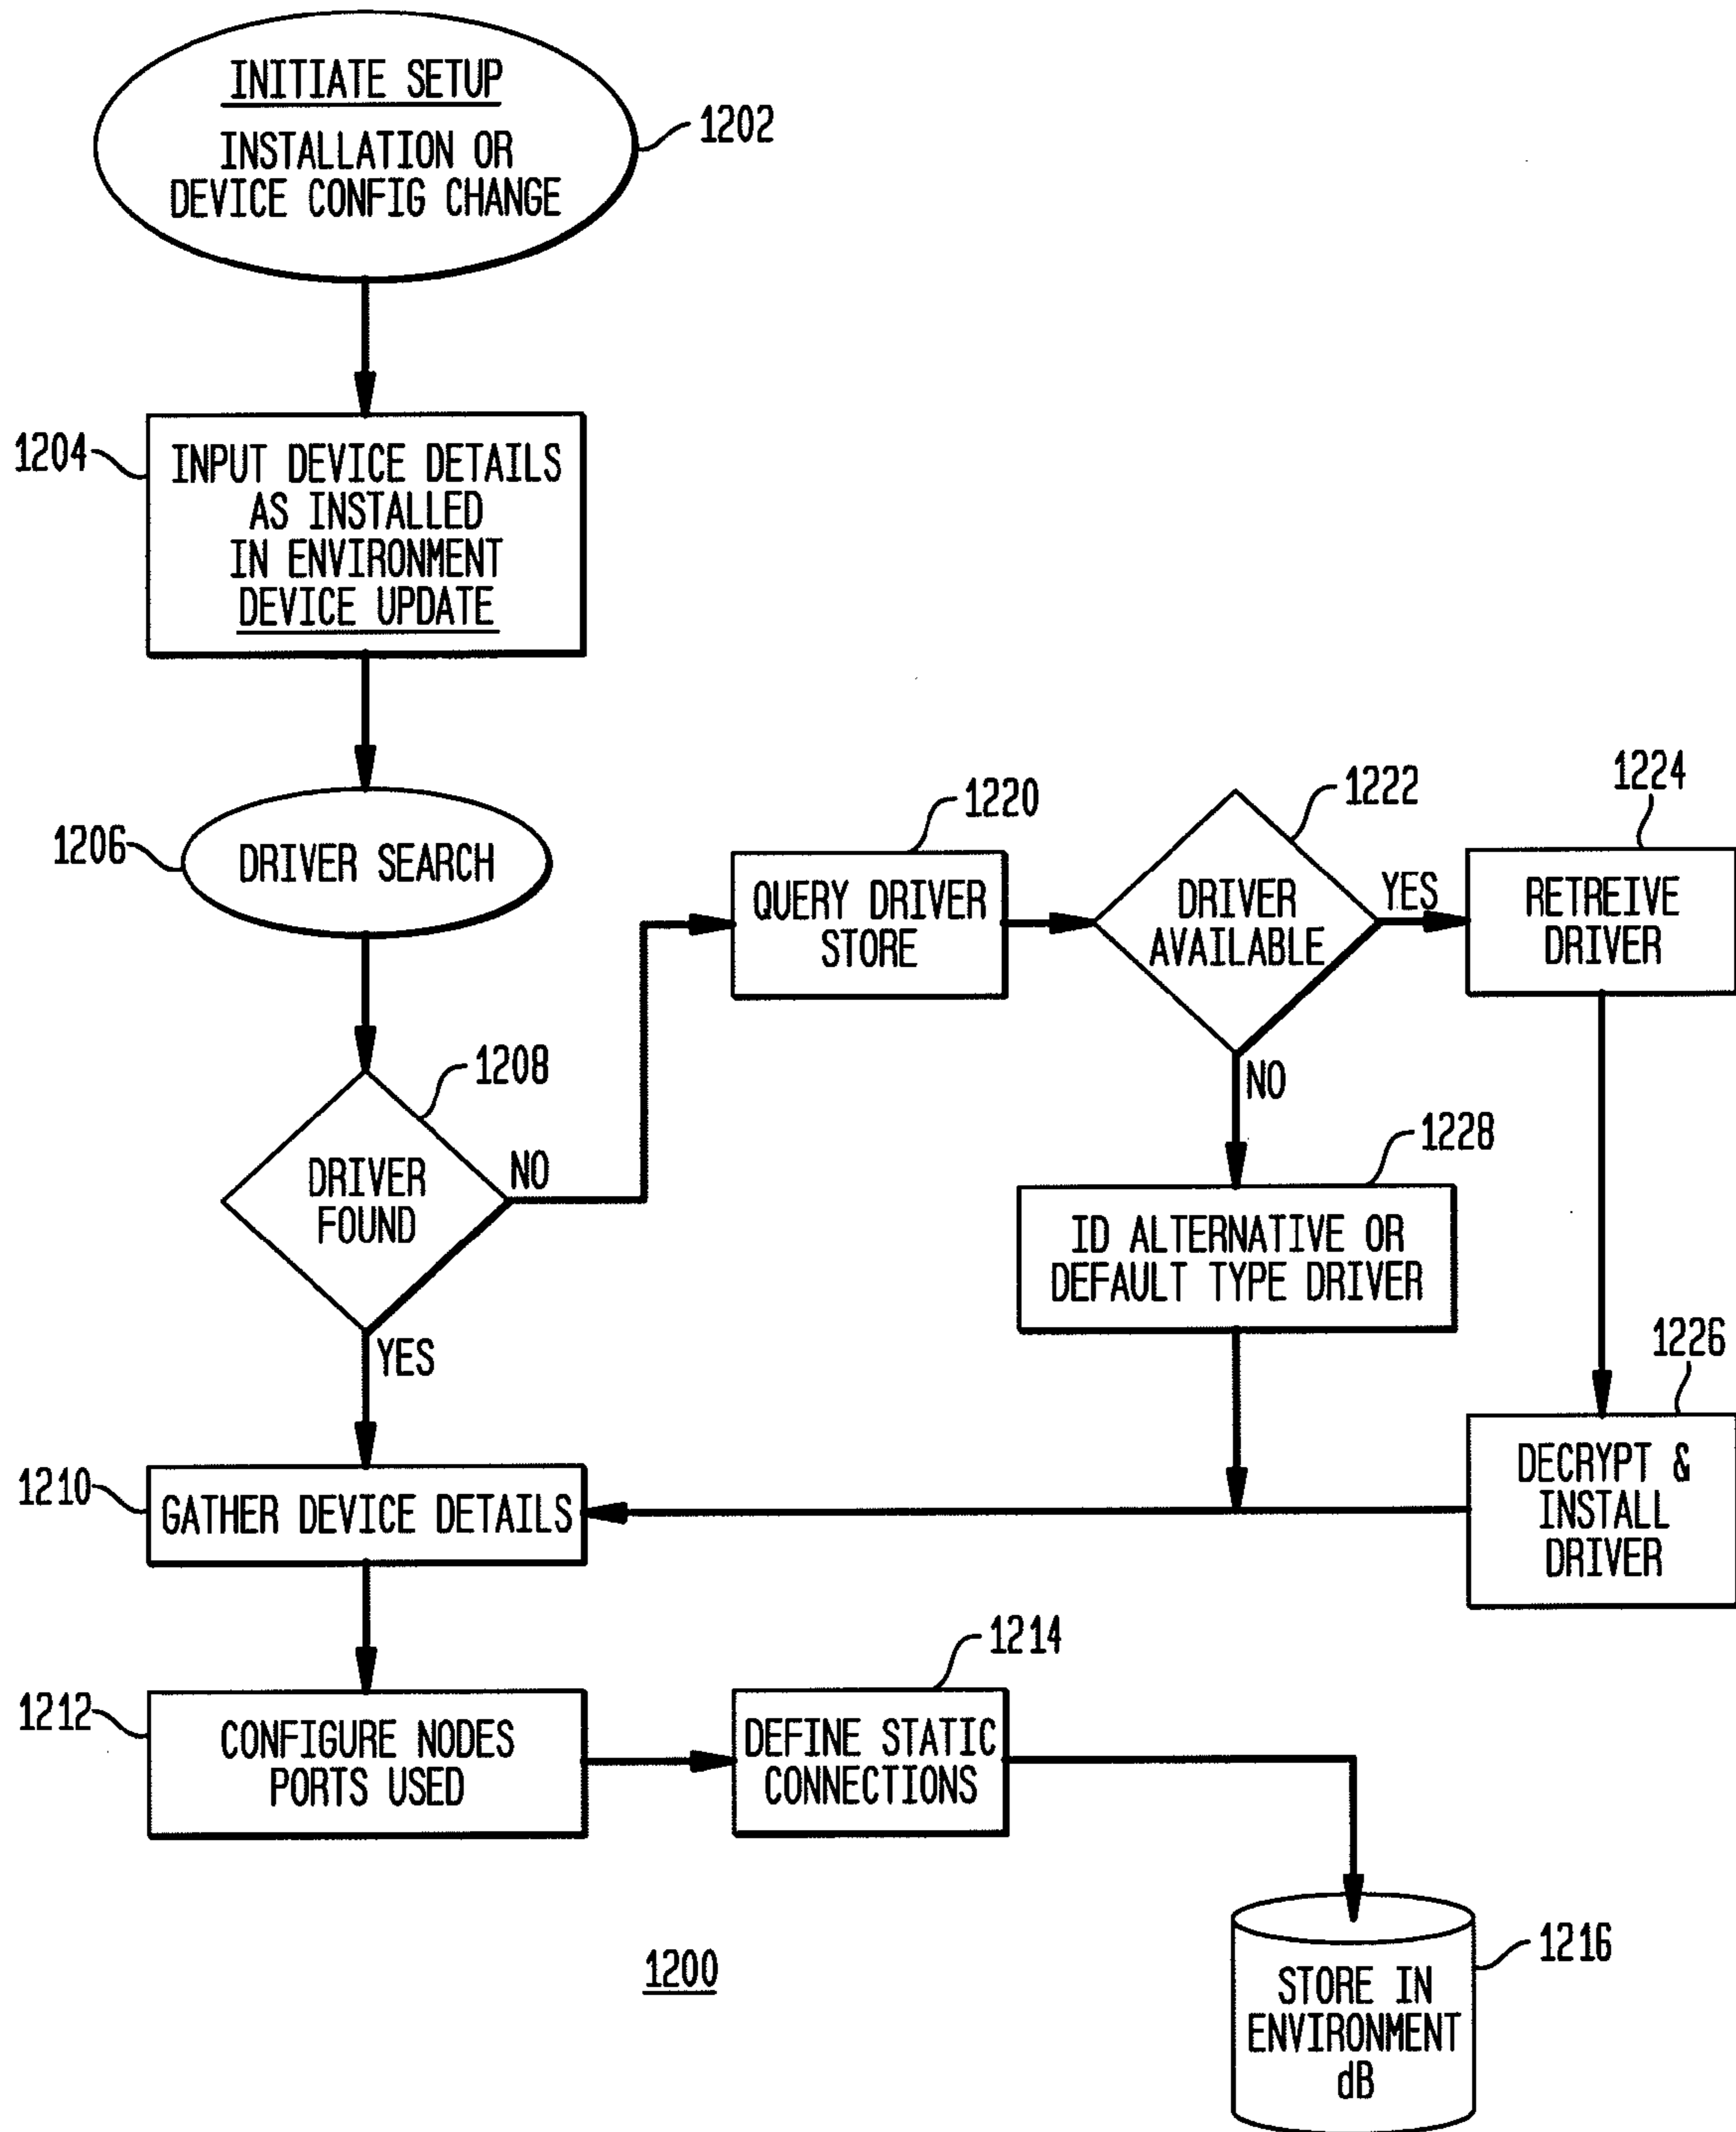 INITIATE SETUP
INSTALLATION OR
DEVICE CONFIG CHANGE
1202
1204
INPUT DEVICE DETAILS
AS INSTALLED
IN ENVIRONMENT
DEVICE UPDATE
1206
DRIVER SEARCH
1208
DRIVER
FOUND
NO
YES
1220
QUERY DRIVER
STORE
1222
DRIVER
AVAILABLE
YES
NO
1224
RETREIVE
DRIVER
1228
ID ALTERNATIVE OR
DEFAULT TYPE DRIVER
1226
DECRYPT &
INSTALL
DRIVER
1210
GATHER DEVICE DETAILS
1212
CONFIGURE NODES
PORTS USED
1214
DEFINE STATIC
CONNECTIONS
1216
STORE IN
ENVIRONMENT
dB
1200